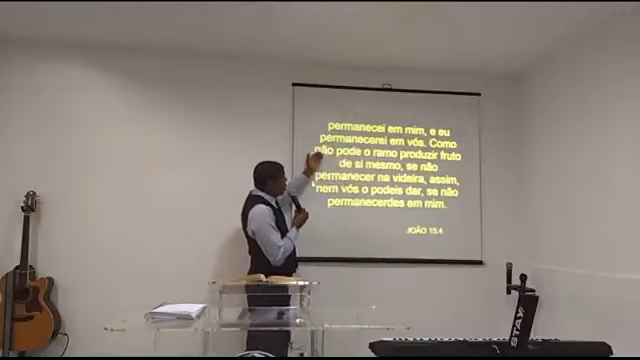 permanecei em mim, e eu
permanecerei em vós. Como
não pode o ramo produzir fruto
de si mesmo, se não
permanecer na videira, assim,
nem vós o podeis dar, se não
permanecerdes em mim.
JOÃO 15:4
STAY